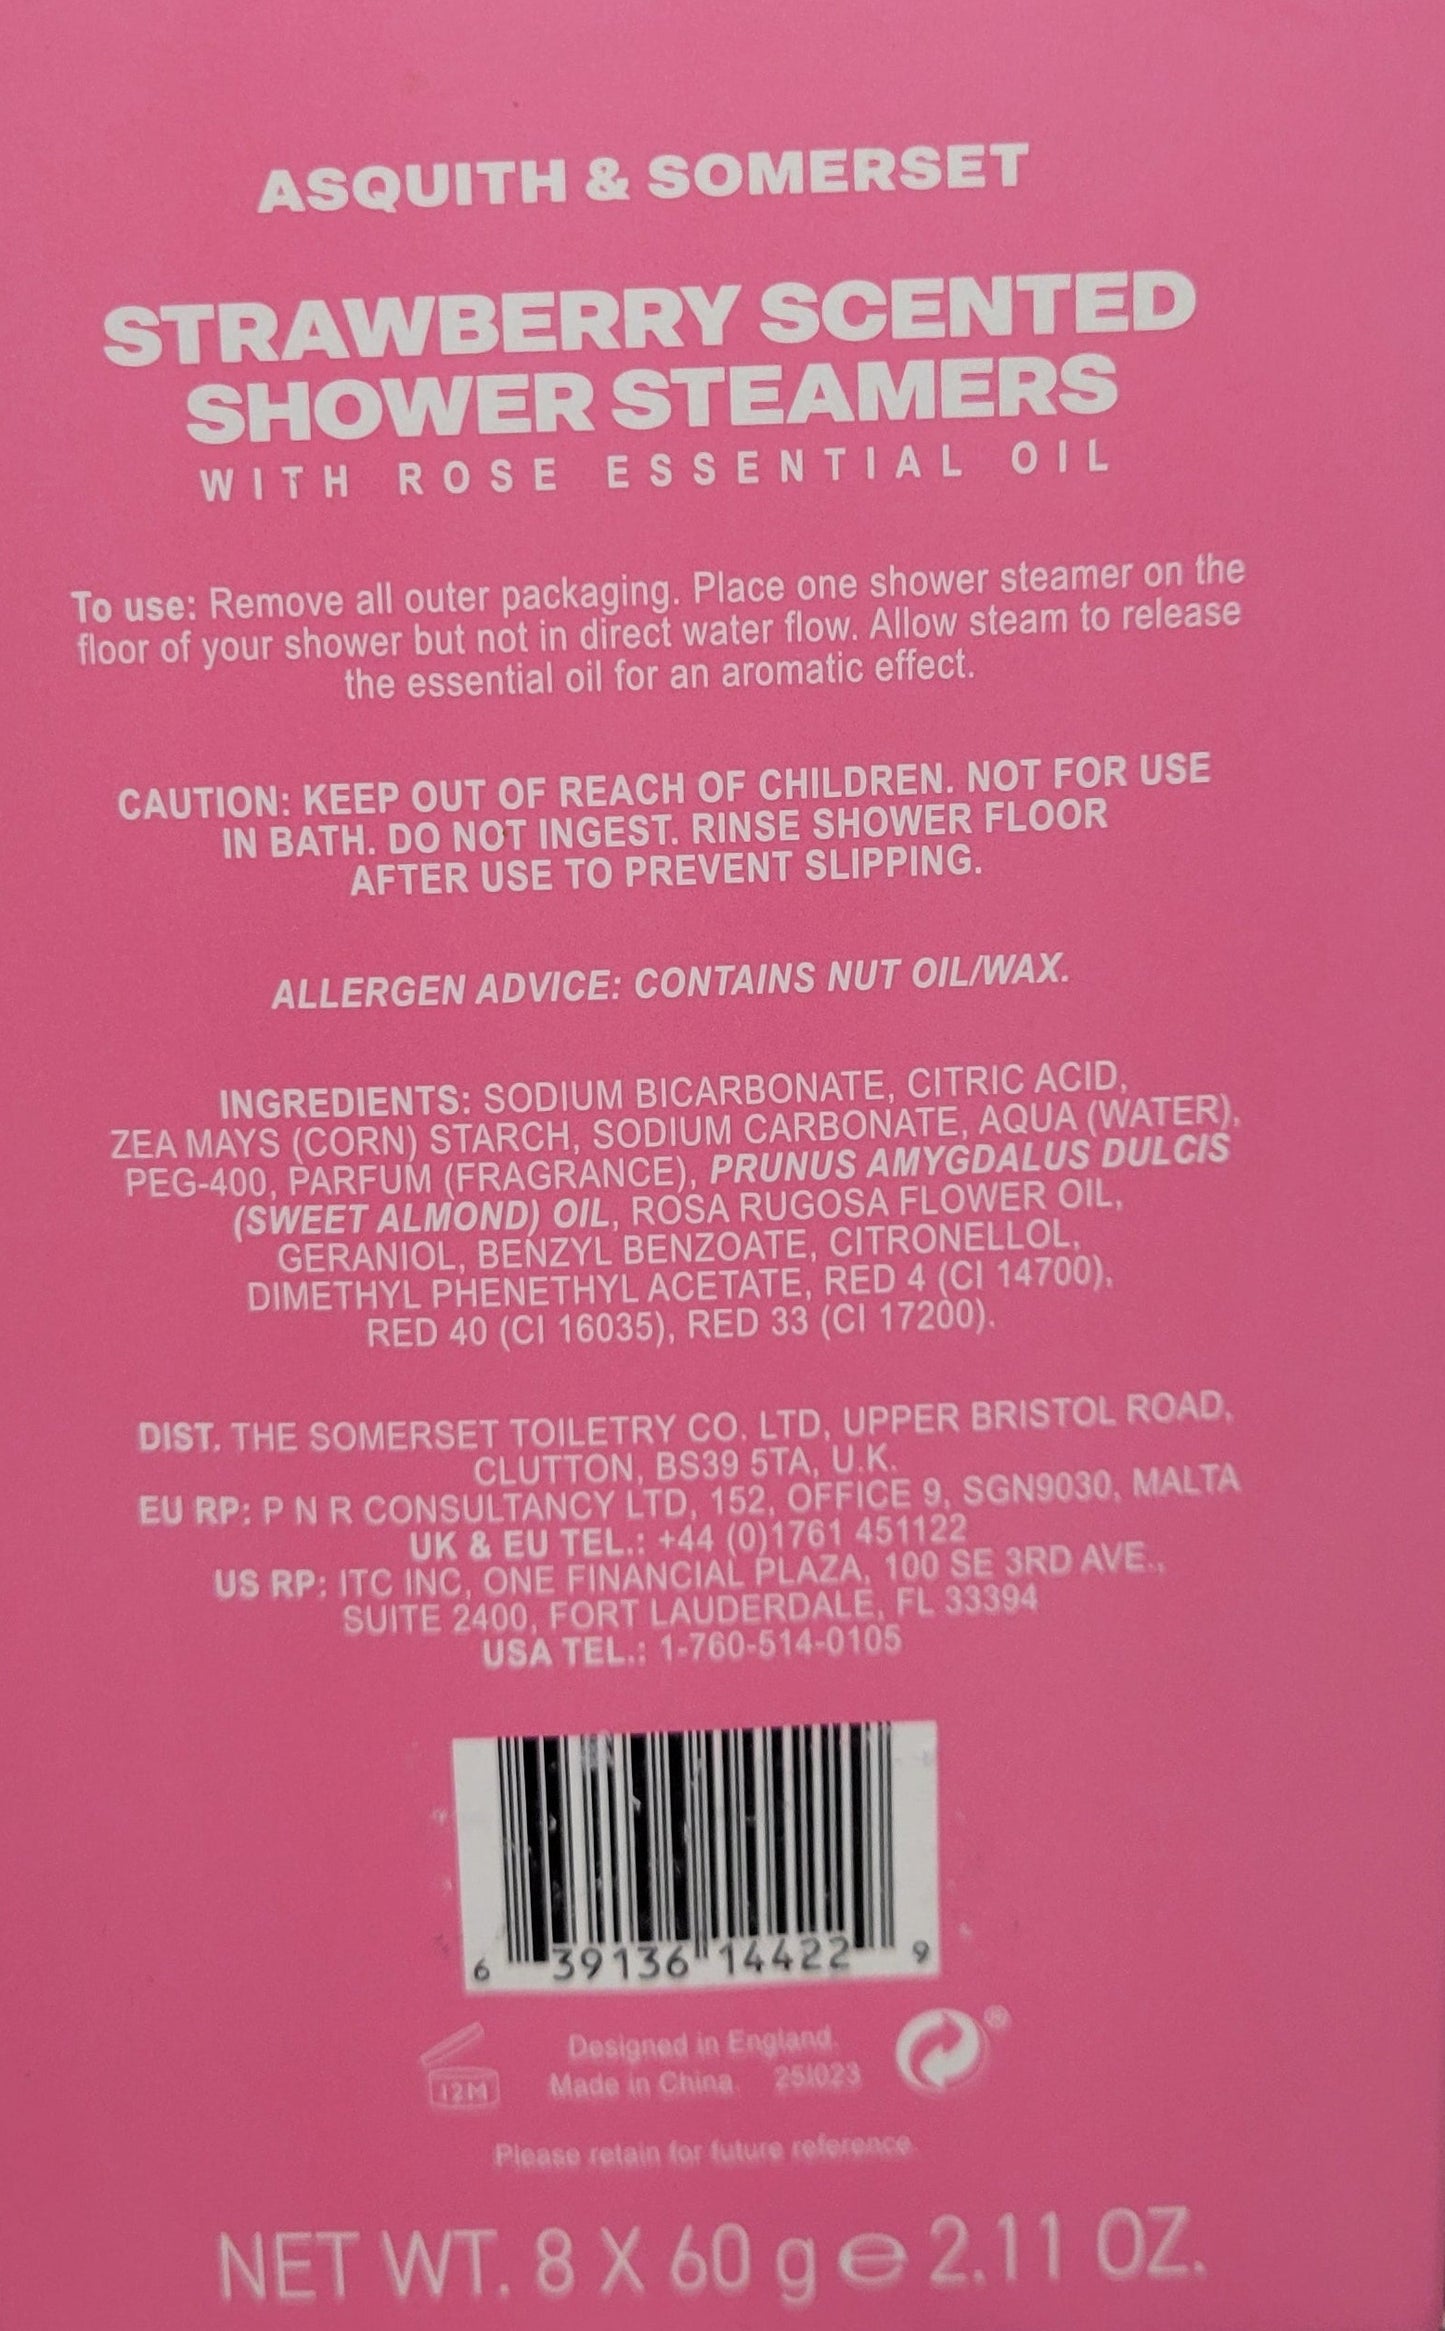 ASQUITH & SOMERSET
STRAWBERRY SCENTED
SHOWER STEAMERS
WITH ROSE ESSENTIAL OIL
To use: Remove all outer packaging. Place one shower steamer on the
floor of your shower but not in direct water flow. Allow steam to release
the essential oil for an aromatic effect.
CAUTION: KEEP OUT OF REACH OF CHILDREN. NOT FOR USE
IN BATH. DO NOT INGEST. RINSE SHOWER FLOOR
AFTER USE TO PREVENT SLIPPING.
ALLERGEN ADVICE: CONTAINS NUT OIL/WAX.
INGREDIENTS: SODIUM BICARBONATE, CITRIC ACID,
ZEA MAYS (CORN) STARCH, SODIUM CARBONATE, AQUA (WATER),
PEG-400, PARFUM (FRAGRANCE), PRUNUS AMYGDALUS DULCIS
(SWEET ALMOND) OIL, ROSA RUGOSA FLOWER OIL,
GERANIOL, BENZYL BENZOATE, CITRONELLOL,
DIMETHYL PHENETHYL ACETATE, RED 4 (CI 14700),
RED 40 (CI 16035), RED 33 (CI 17200).
DIST. THE SOMERSET TOILETRY CO. LTD, UPPER BRISTOL ROAD,
CLUTTON, BS39 5TA, U.K.
EU RP: P N R CONSULTANCY LTD, 152, OFFICE 9, SGN9030, MALTA
UK & EU TEL.: +44 (0)1761 451122
US RP: ITC INC, ONE FINANCIAL PLAZA, 100 SE 3RD AVE.,
SUITE 2400, FORT LAUDERDALE, FL 33394
USA TEL.: 1-760-514-0105
6 39136 14422 9
12M
Designed in England.
Made in China. 25I023
®
Please retain for future reference.
NET WT. 8 X 60 g ℮ 2.11 OZ.